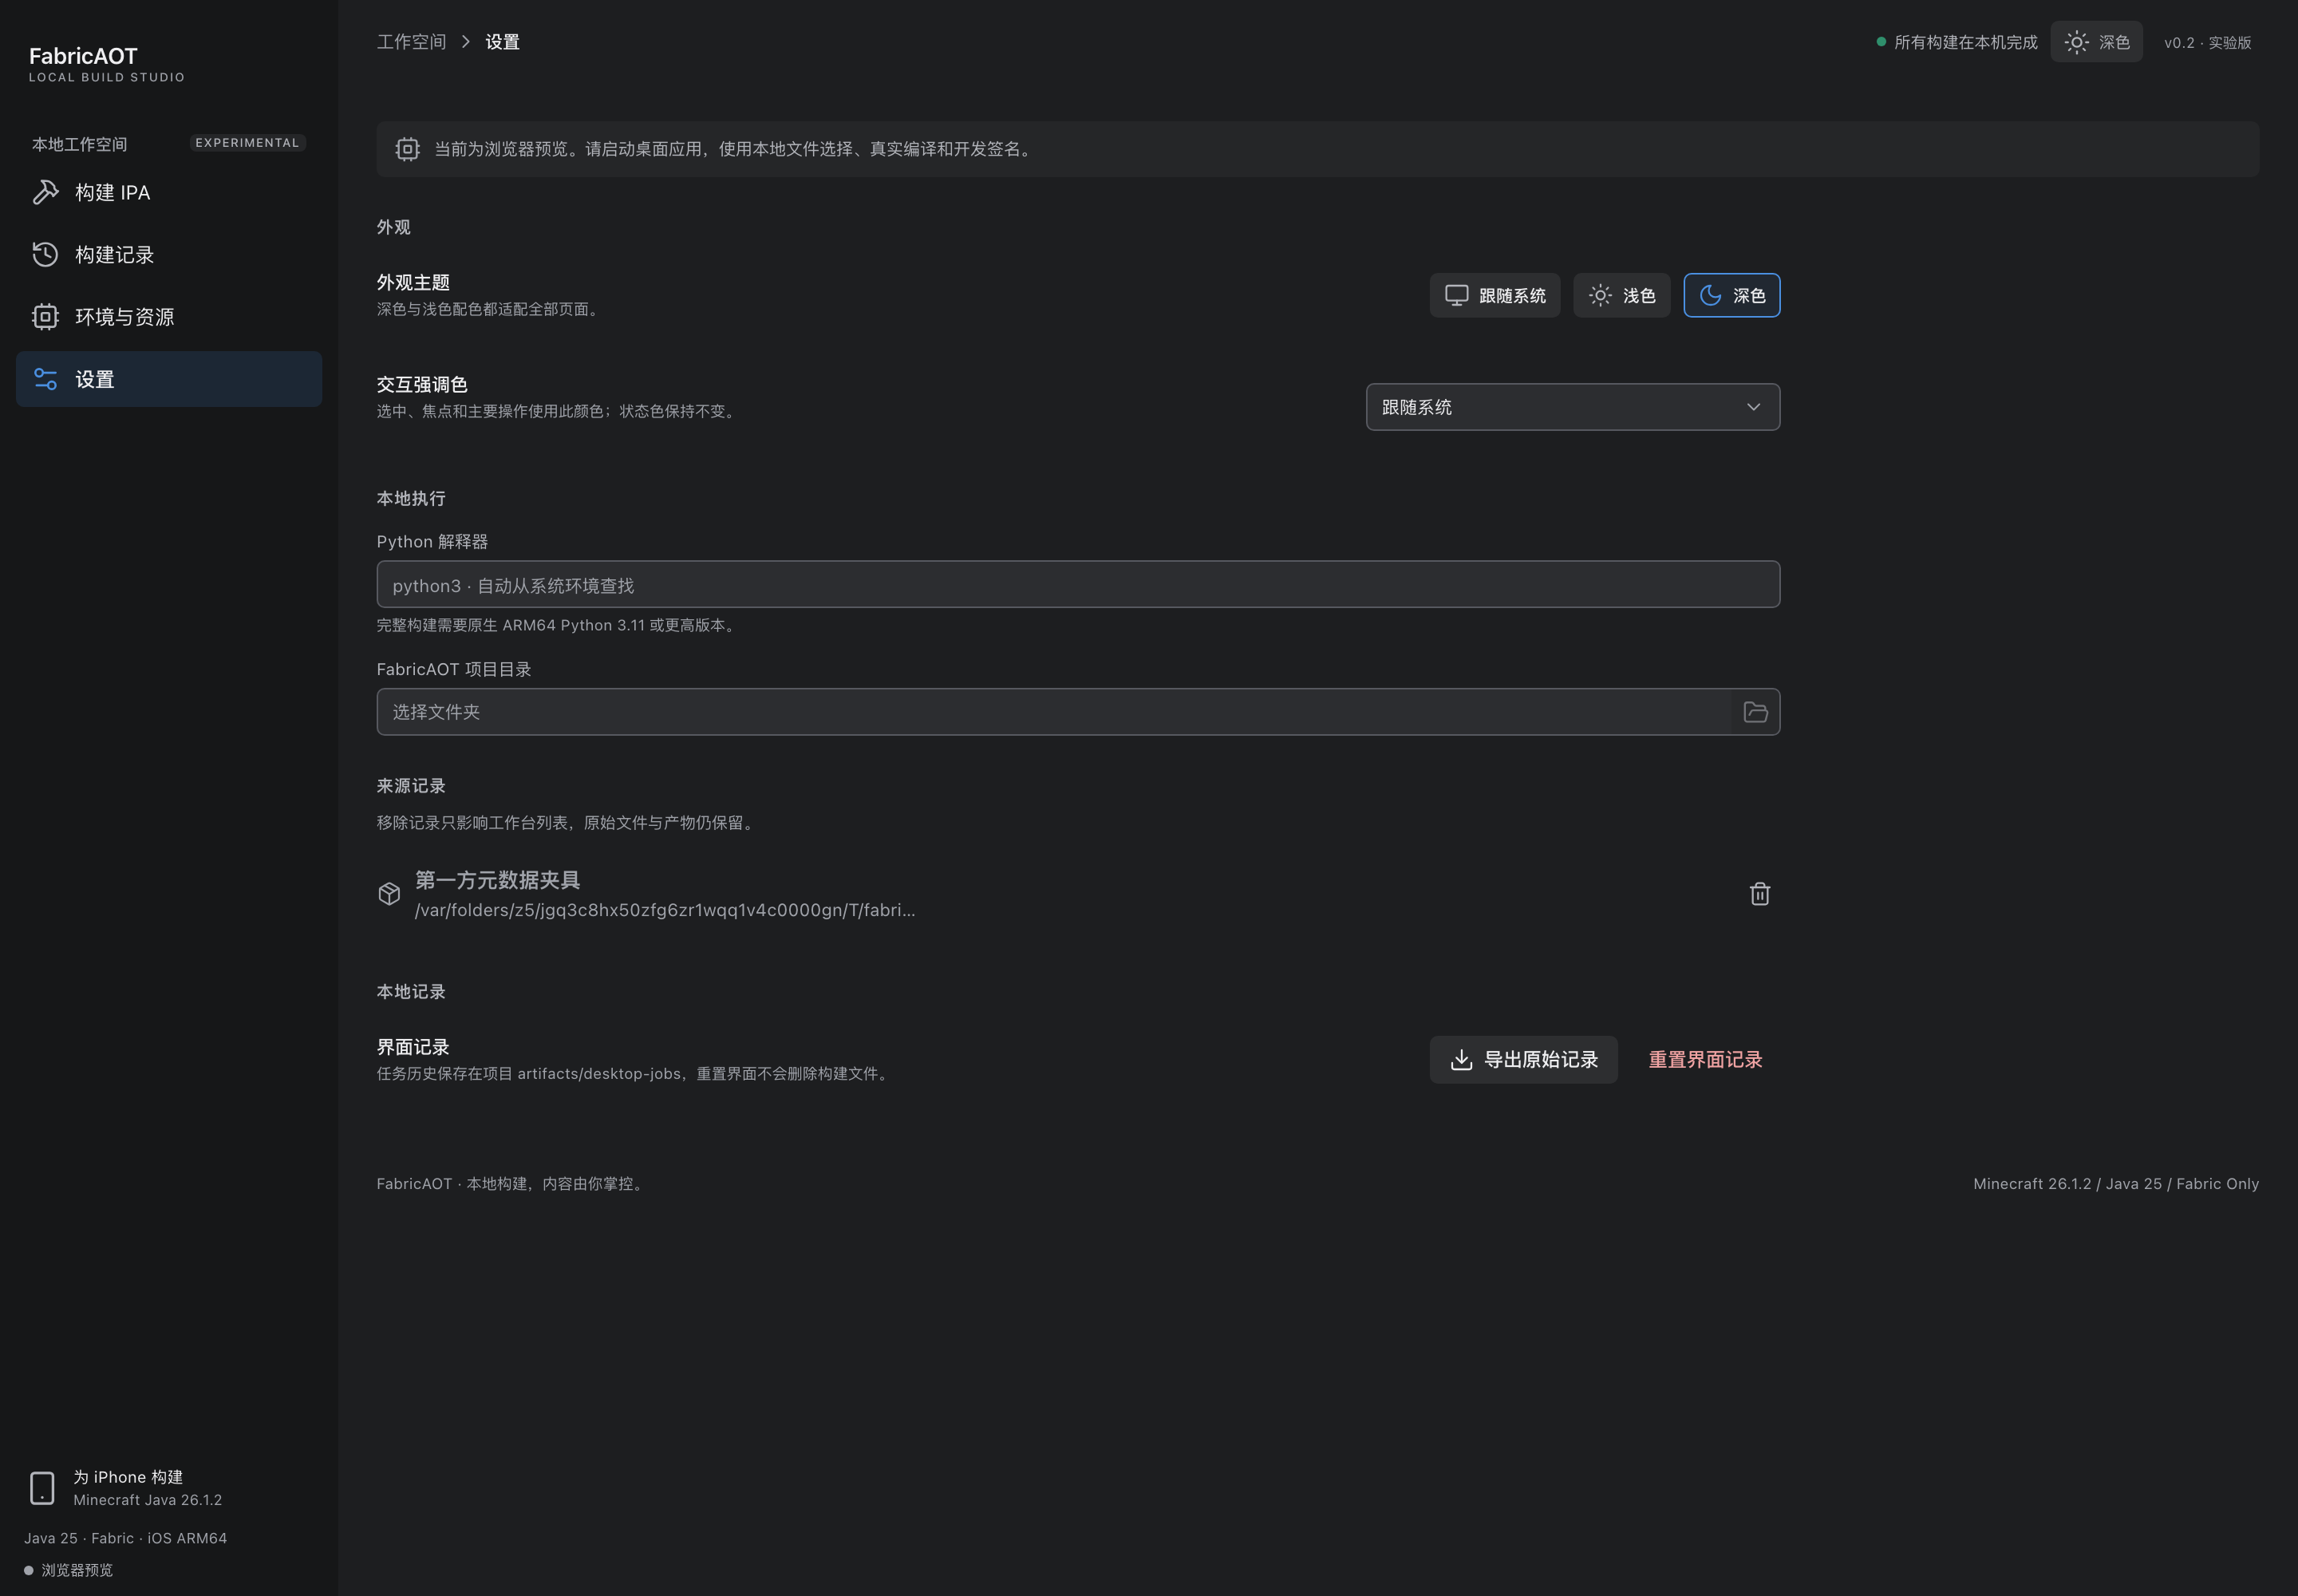 FabricAOT
LOCAL BUILD STUDIO
本地工作空间
EXPERIMENTAL
构建 IPA
构建记录
环境与资源
设置
为 iPhone 构建
Minecraft Java 26.1.2
Java 25 · Fabric · iOS ARM64
浏览器预览
工作空间 > 设置
所有构建在本机完成
深色
v0.2 · 实验版
当前为浏览器预览。请启动桌面应用，使用本地文件选择、真实编译和开发签名。
外观
外观主题
深色与浅色配色都适配全部页面。
跟随系统
浅色
深色
交互强调色
选中、焦点和主要操作使用此颜色；状态色保持不变。
跟随系统
本地执行
Python 解释器
python3 · 自动从系统环境查找
完整构建需要原生 ARM64 Python 3.11 或更高版本。
FabricAOT 项目目录
选择文件夹
来源记录
移除记录只影响工作台列表，原始文件与产物仍保留。
第一方元数据夹具
/var/folders/z5/jgq3c8hx50zfg6zr1wqq1v4c0000gn/T/fabri...
本地记录
界面记录
任务历史保存在项目 artifacts/desktop-jobs，重置界面不会删除构建文件。
导出原始记录
重置界面记录
FabricAOT · 本地构建，内容由你掌控。
Minecraft 26.1.2 / Java 25 / Fabric Only